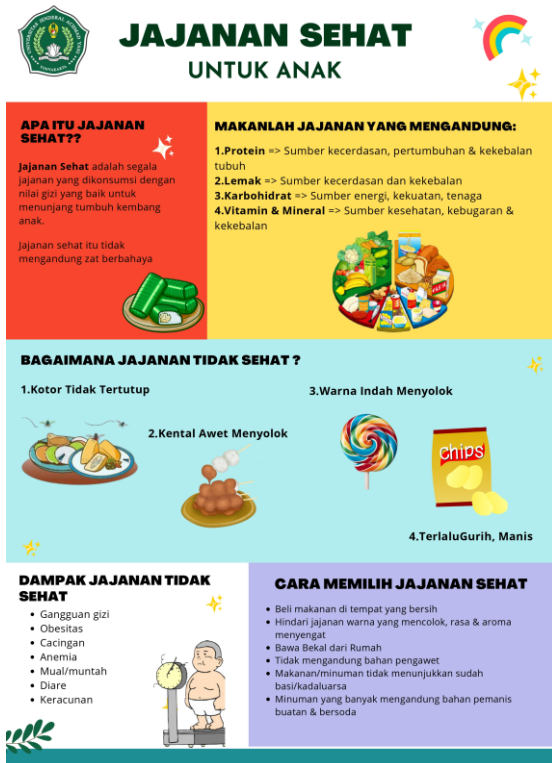 UNIVERSITAS JENDERAL ACHMAD YANI
YOGYAKARTA
JAJANAN SEHAT
UNTUK ANAK
APA ITU JAJANAN
SEHAT??
Jajanan Sehat adalah segala
jajanan yang dikonsumsi dengan
nilai gizi yang baik untuk
menunjang tumbuh kembang
anak.
Jajanan sehat itu tidak
mengandung zat berbahaya
MAKANLAH JAJANAN YANG MENGANDUNG:
1.Protein => Sumber kecerdasan, pertumbuhan & kekebalan
tubuh
2.Lemak => Sumber kecerdasan dan kekebalan
3.Karbohidrat => Sumber energi, kekuatan, tenaga
4.Vitamin & Mineral => Sumber kesehatan, kebugaran &
kekebalan
BAGAIMANA JAJANAN TIDAK SEHAT ?
1.Kotor Tidak Tertutup
2.Kental Awet Menyolok
3.Warna Indah Menyolok
chips
4.TerlaluGurih, Manis
DAMPAK JAJANAN TIDAK
SEHAT
• Gangguan gizi
• Obesitas
• Cacingan
• Anemia
• Mual/muntah
• Diare
• Keracunan
CARA MEMILIH JAJANAN SEHAT
• Beli makanan di tempat yang bersih
• Hindari jajanan warna yang mencolok, rasa & aroma
menyengat
• Bawa Bekal dari Rumah
• Tidak mengandung bahan pengawet
• Makanan/minuman tidak menunjukkan sudah
basi/kadaluarsa
• Minuman yang banyak mengandung bahan pemanis
buatan & bersoda